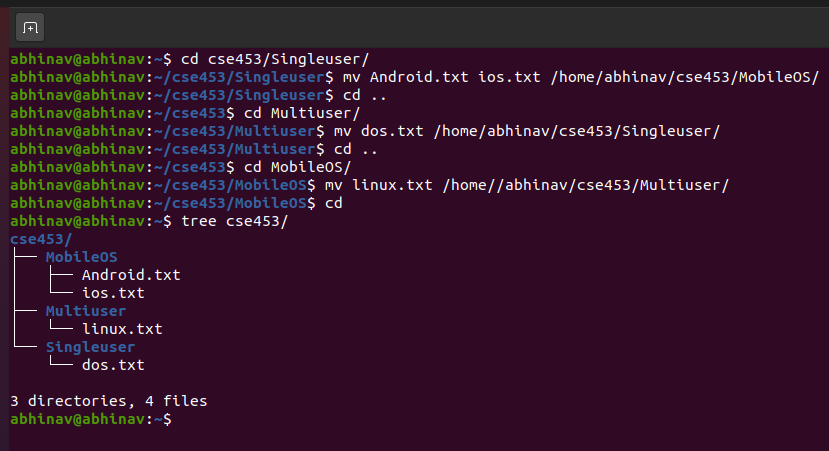 abhinav@abhinav:~$ cd cse453/Singleuser/
abhinav@abhinav:~/cse453/Singleuser$ mv Android.txt ios.txt /home/abhinav/cse453/MobileOS/
abhinav@abhinav:~/cse453/Singleuser$ cd ..
abhinav@abhinav:~/cse453$ cd Multiuser/
abhinav@abhinav:~/cse453/Multiuser$ mv dos.txt /home/abhinav/cse453/Singleuser/
abhinav@abhinav:~/cse453/Multiuser$ cd ..
abhinav@abhinav:~/cse453$ cd MobileOS/
abhinav@abhinav:~/cse453/MobileOS$ mv linux.txt /home//abhinav/cse453/Multiuser/
abhinav@abhinav:~/cse453/MobileOS$ cd
abhinav@abhinav:~$ tree cse453/
cse453/
├── MobileOS
│   ├── Android.txt
│   └── ios.txt
├── Multiuser
│   └── linux.txt
└── Singleuser
    └── dos.txt

3 directories, 4 files
abhinav@abhinav:~$